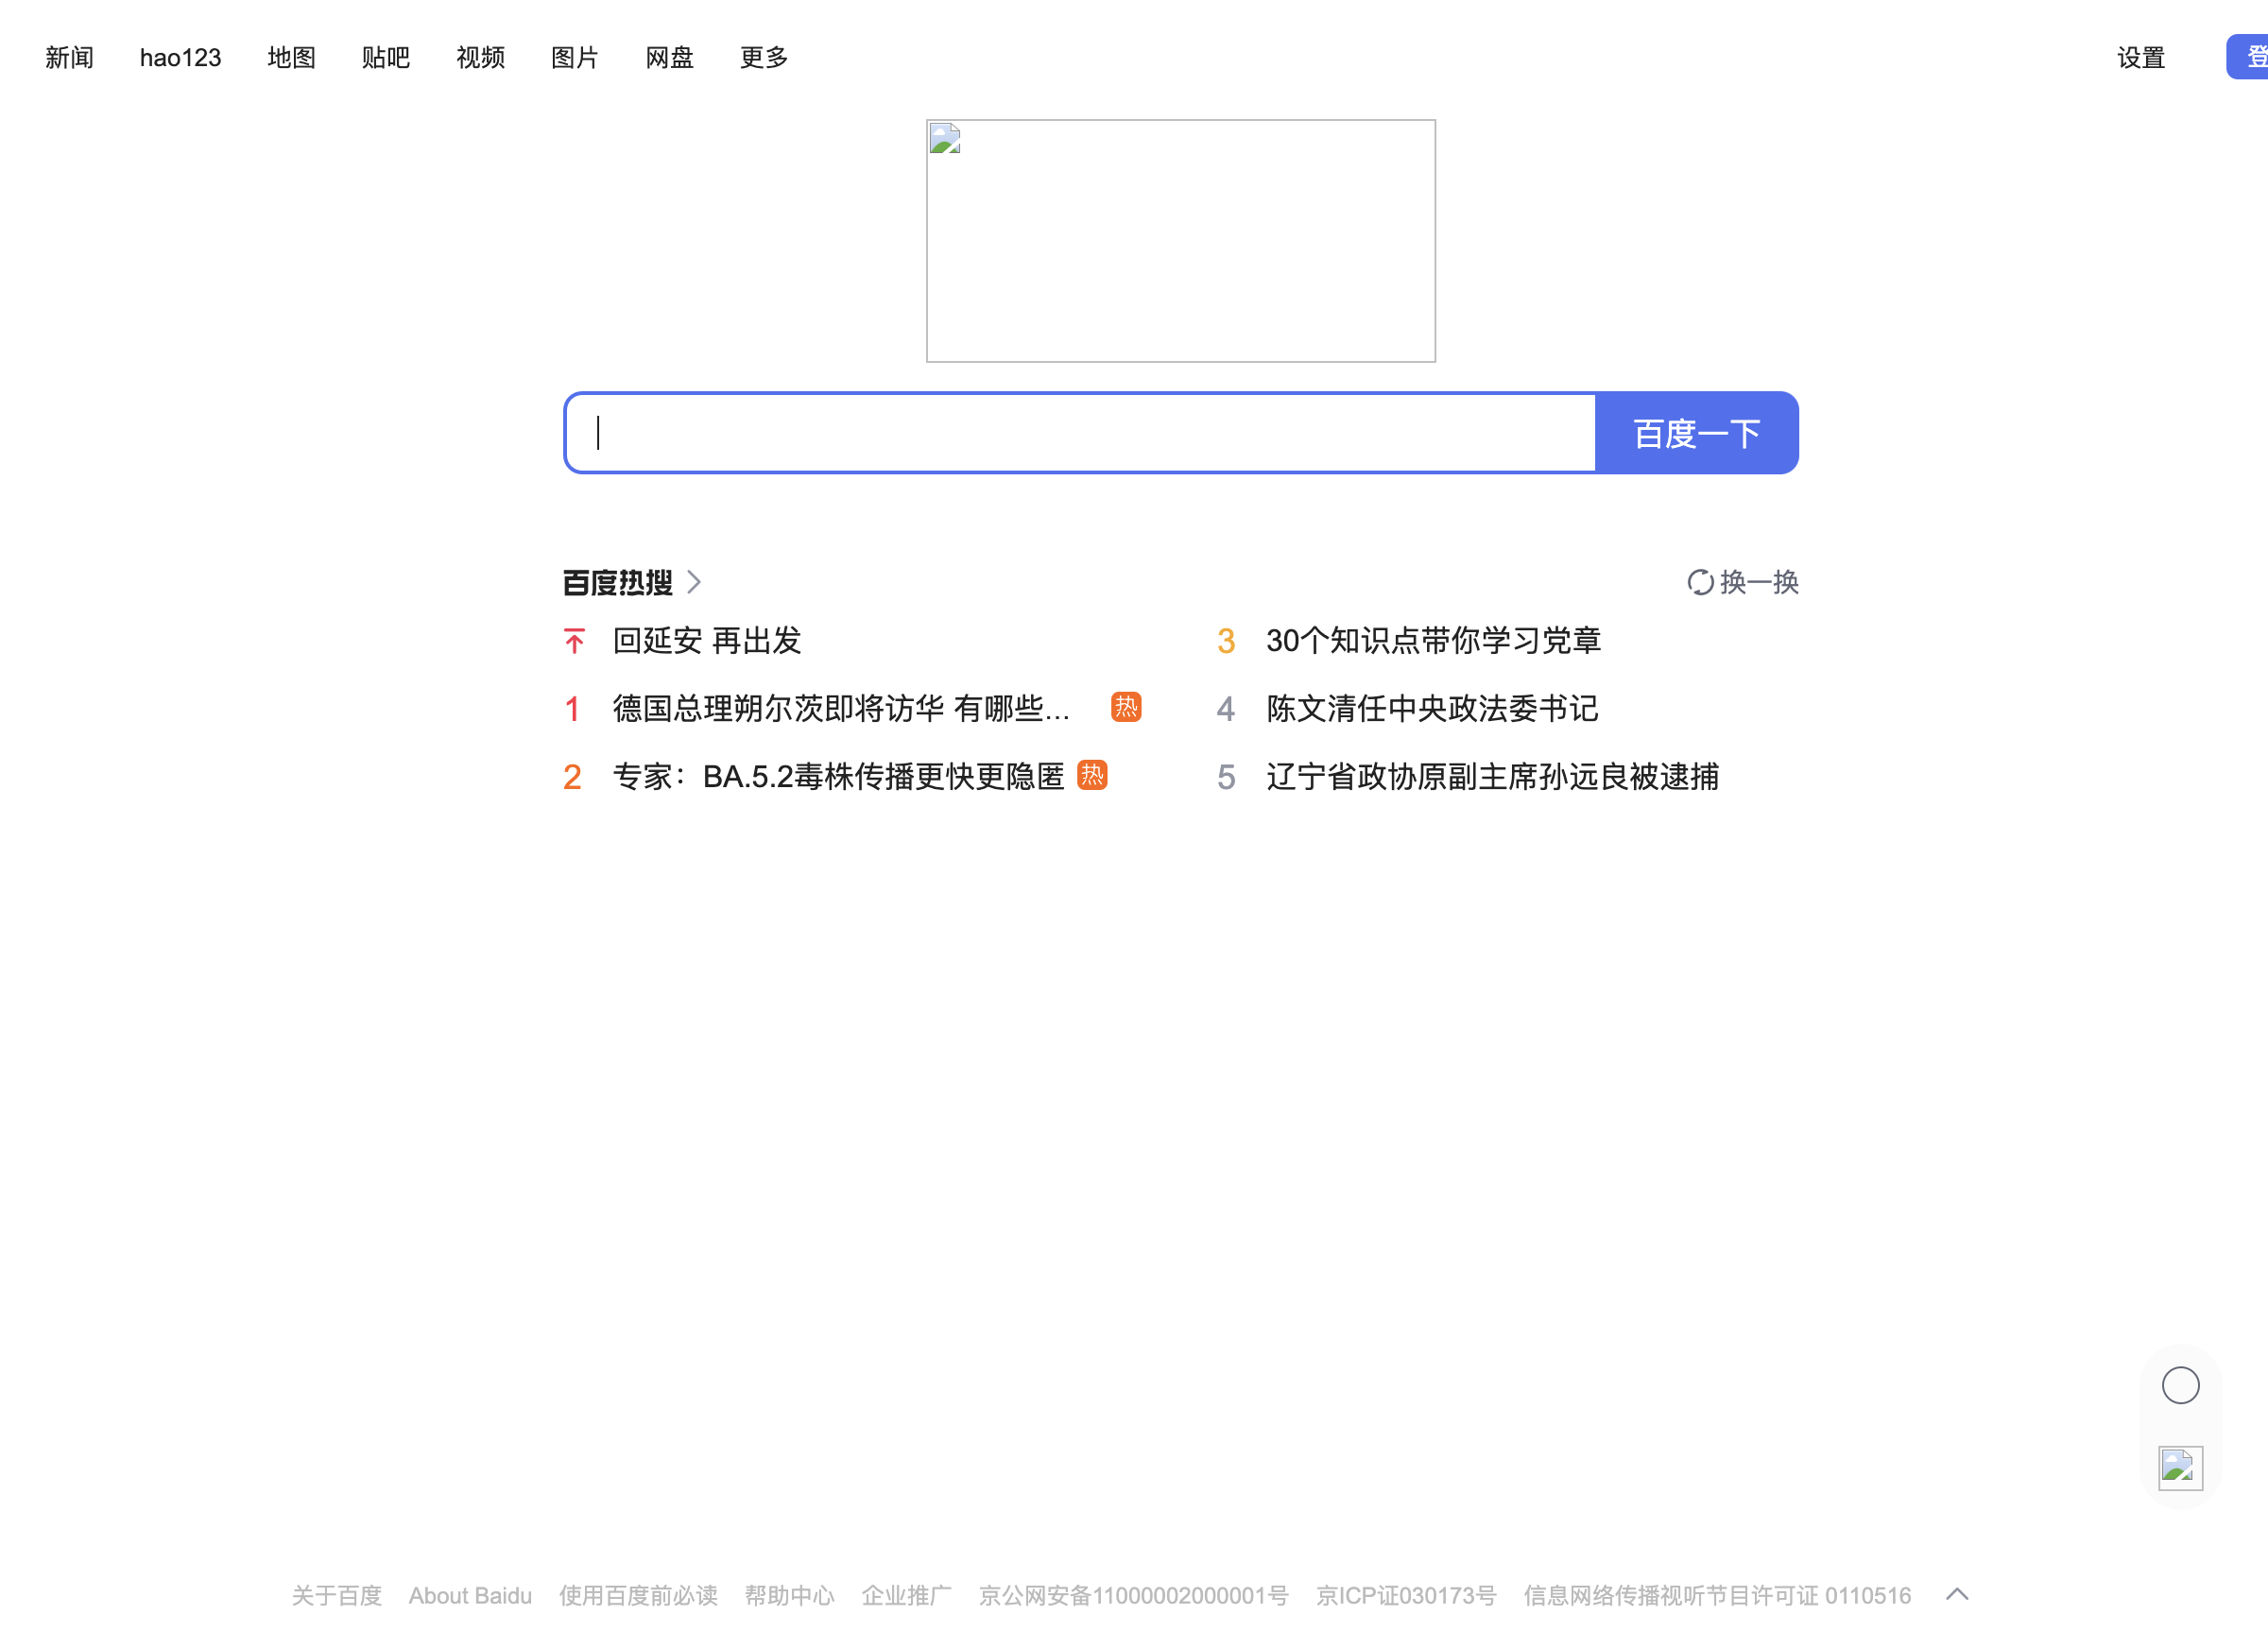 新闻 hao123 地图 贴吧 视频 图片 网盘 更多 设置 登
百度一下
百度热搜 换一换
回延安 再出发
1 德国总理朔尔茨即将访华 有哪些... 热
2 专家：BA.5.2毒株传播更快更隐匿 热
3 30个知识点带你学习党章
4 陈文清任中央政法委书记
5 辽宁省政协原副主席孙远良被逮捕
关于百度 About Baidu 使用百度前必读 帮助中心 企业推广 京公网安备11000002000001号 京ICP证030173号 信息网络传播视听节目许可证 0110516